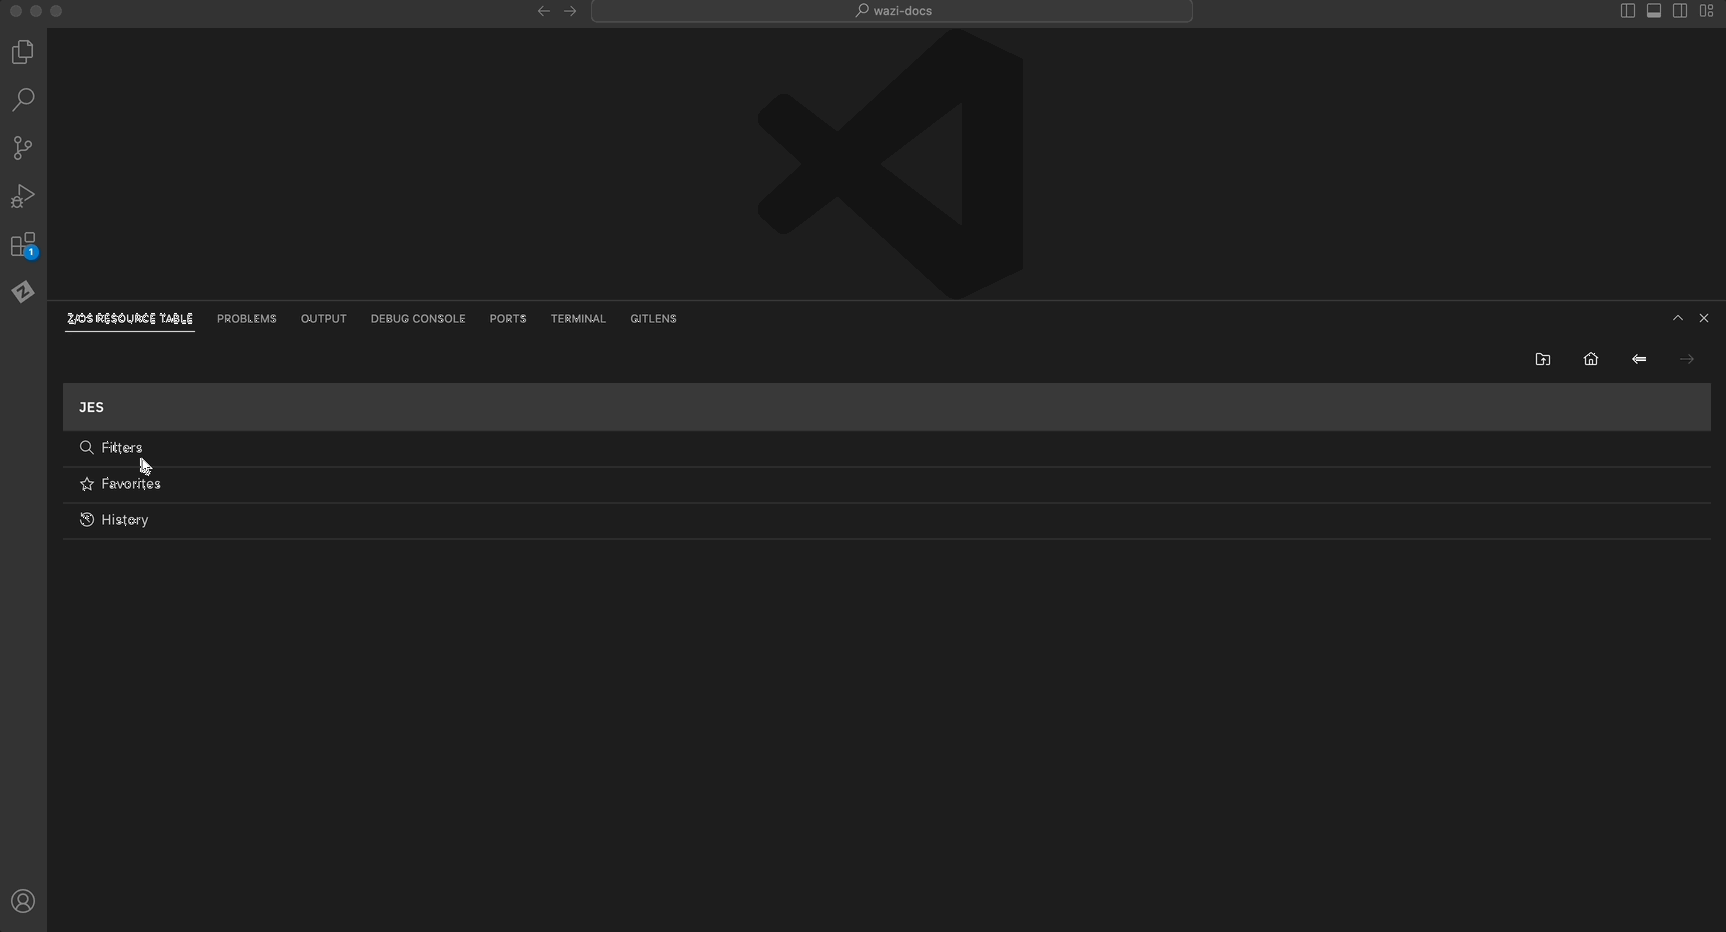 wazi-docs
1
Z/OS RESOURCE TABLE PROBLEMS OUTPUT DEBUG CONSOLE PORTS TERMINAL GITLENS
JES
Filters
Favorites
History